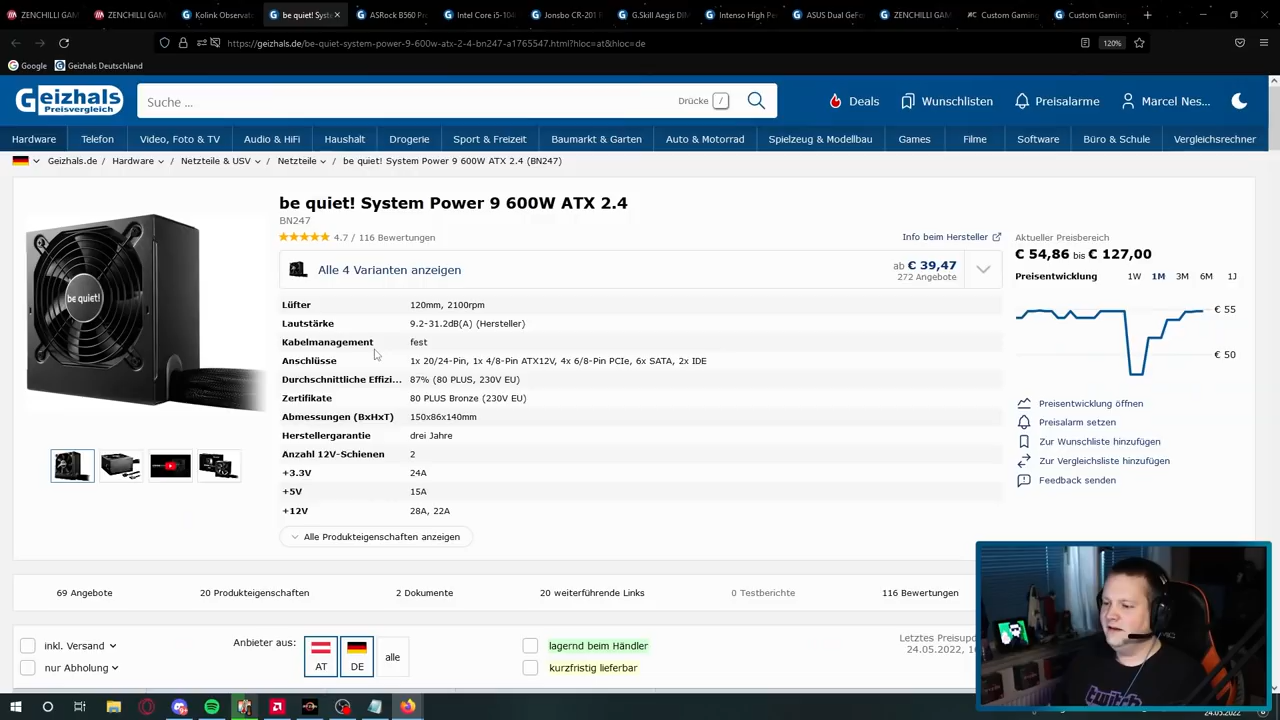 ZENCHILLI GAM
ZENCHILLI GAM
Kolink Observato
be quiet! Syste
ASRock B560 Pr
Intel Core i5-104
Jonsbo CR-201 R
G.Skill Aegis DIM
Intenso High Per
ASUS Dual GeFo
ZENCHILLI GAM
Custom Gaming
Custom Gaming
https://geizhals.de/be-quiet-system-power-9-600w-atx-2-4-bn247-a1765547.html?hloc=at&hloc=de
120%
Google
Geizhals Deutschland
Geizhals
Preisvergleich
Suche ...
Drücke /
Deals
Wunschlisten
Preisalarme
Marcel Nes...
Hardware
Telefon
Video, Foto & TV
Audio & HiFi
Haushalt
Drogerie
Sport & Freizeit
Baumarkt & Garten
Auto & Motorrad
Spielzeug & Modellbau
Games
Filme
Software
Büro & Schule
Vergleichsrechner
Geizhals.de / Hardware / Netzteile & USV / Netzteile / be quiet! System Power 9 600W ATX 2.4 (BN247)
be quiet!
be quiet! System Power 9 600W ATX 2.4
BN247
4.7 / 116 Bewertungen
Info beim Hersteller
Alle 4 Varianten anzeigen
ab € 39,47
272 Angebote
Lüfter 120mm, 2100rpm
Lautstärke 9.2-31.2dB(A) (Hersteller)
Kabelmanagement fest
Anschlüsse 1x 20/24-Pin, 1x 4/8-Pin ATX12V, 4x 6/8-Pin PCIe, 6x SATA, 2x IDE
Durchschnittliche Effizi... 87% (80 PLUS, 230V EU)
Zertifikate 80 PLUS Bronze (230V EU)
Abmessungen (BxHxT) 150x86x140mm
Herstellergarantie drei Jahre
Anzahl 12V-Schienen 2
+3.3V 24A
+5V 15A
+12V 28A, 22A
Alle Produkteigenschaften anzeigen
Aktueller Preisbereich
€ 54,86 bis € 127,00
Preisentwicklung 1W 1M 3M 6M 1J
€ 55
€ 50
Preisentwicklung öffnen
Preisalarm setzen
Zur Wunschliste hinzufügen
Zur Vergleichsliste hinzufügen
Feedback senden
69 Angebote
20 Produkteigenschaften
2 Dokumente
20 weiterführende Links
0 Testberichte
116 Bewertungen
inkl. Versand
nur Abholung
Anbieter aus:
AT
DE
alle
lagernd beim Händler
kurzfristig lieferbar
Letztes Preisup
24.05.2022, 1
24.05.2022